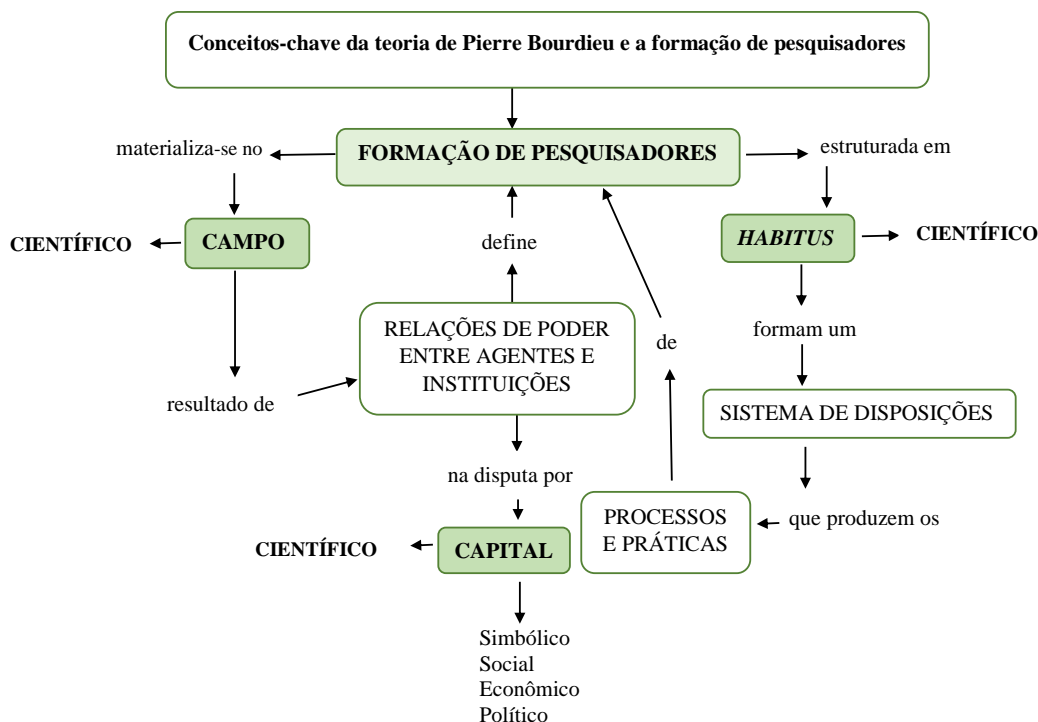 Conceitos-chave da teoria de Pierre Bourdieu e a formação de pesquisadores
materializa-se no
FORMAÇÃO DE PESQUISADORES
estruturada em
CIENTÍFICO
CAMPO
define
HABITUS
CIENTÍFICO
RELAÇÕES DE PODER
ENTRE AGENTES E
INSTITUIÇÕES
de
formam um
resultado de
SISTEMA DE DISPOSIÇÕES
na disputa por
PROCESSOS
E PRÁTICAS
que produzem os
CIENTÍFICO
CAPITAL
Simbólico
Social
Econômico
Político